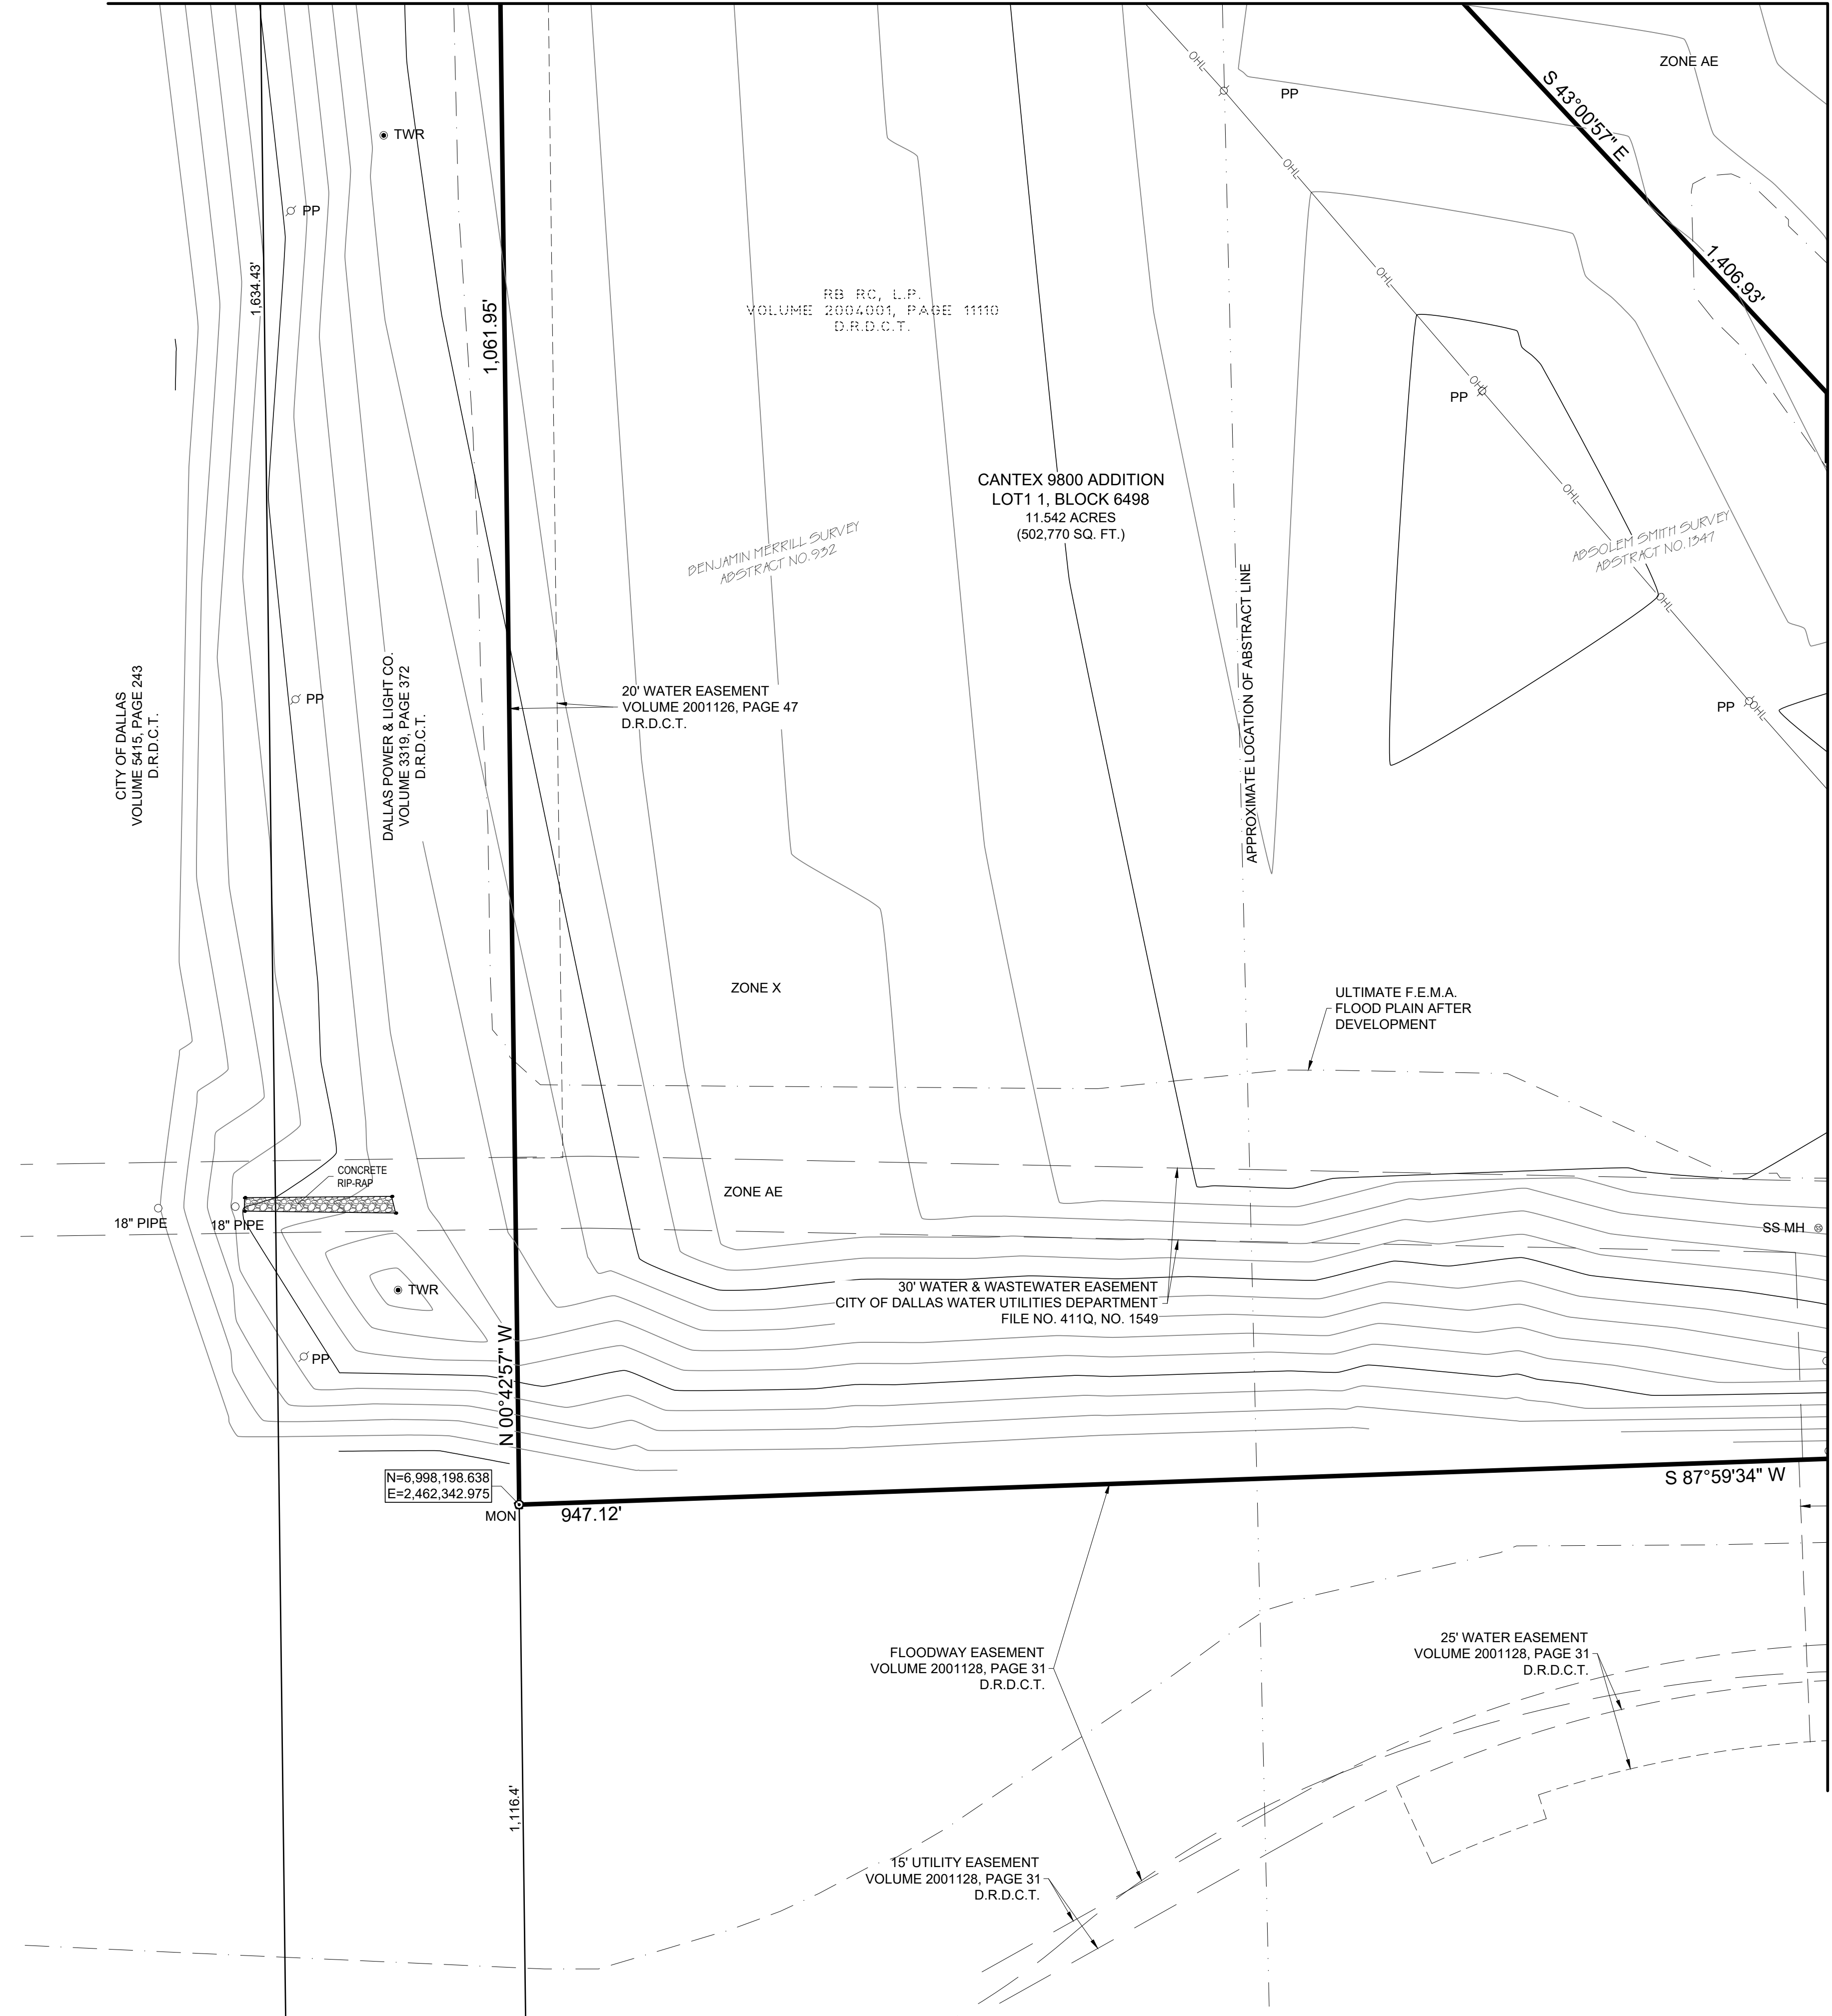 ZONE AE
S 43°00'57" E
1,406.93'
OHL
PP
OHL
OHL
OHL
PP
OHL
OHL
PP
OHL
TWR
PP
1,634.43'
1,061.95'
RB RC, L.P.
VOLUME 2004001, PAGE 11110
D.R.D.C.T.
CANTEX 9800 ADDITION
LOT1 1, BLOCK 6498
11.542 ACRES
(502,770 SQ. FT.)
BENJAMIN MERRILL SURVEY
ABSTRACT NO. 932
ABSOLEM SMITH SURVEY
ABSTRACT NO. 1347
APPROXIMATE LOCATION OF ABSTRACT LINE
CITY OF DALLAS
VOLUME 5415, PAGE 243
D.R.D.C.T.
PP
DALLAS POWER & LIGHT CO.
VOLUME 3319, PAGE 372
D.R.D.C.T.
20' WATER EASEMENT
VOLUME 2001126, PAGE 47
D.R.D.C.T.
ZONE X
ULTIMATE F.E.M.A.
FLOOD PLAIN AFTER
DEVELOPMENT
CONCRETE
RIP-RAP
18" PIPE
18" PIPE
ZONE AE
SS MH
TWR
30' WATER & WASTEWATER EASEMENT
CITY OF DALLAS WATER UTILITIES DEPARTMENT
FILE NO. 411Q, NO. 1549
PP
N 00°42'57" W
N=6,998,198.638
E=2,462,342.975
MON
947.12'
S 87°59'34" W
FLOODWAY EASEMENT
VOLUME 2001128, PAGE 31
D.R.D.C.T.
25' WATER EASEMENT
VOLUME 2001128, PAGE 31
D.R.D.C.T.
1,116.4'
15' UTILITY EASEMENT
VOLUME 2001128, PAGE 31
D.R.D.C.T.